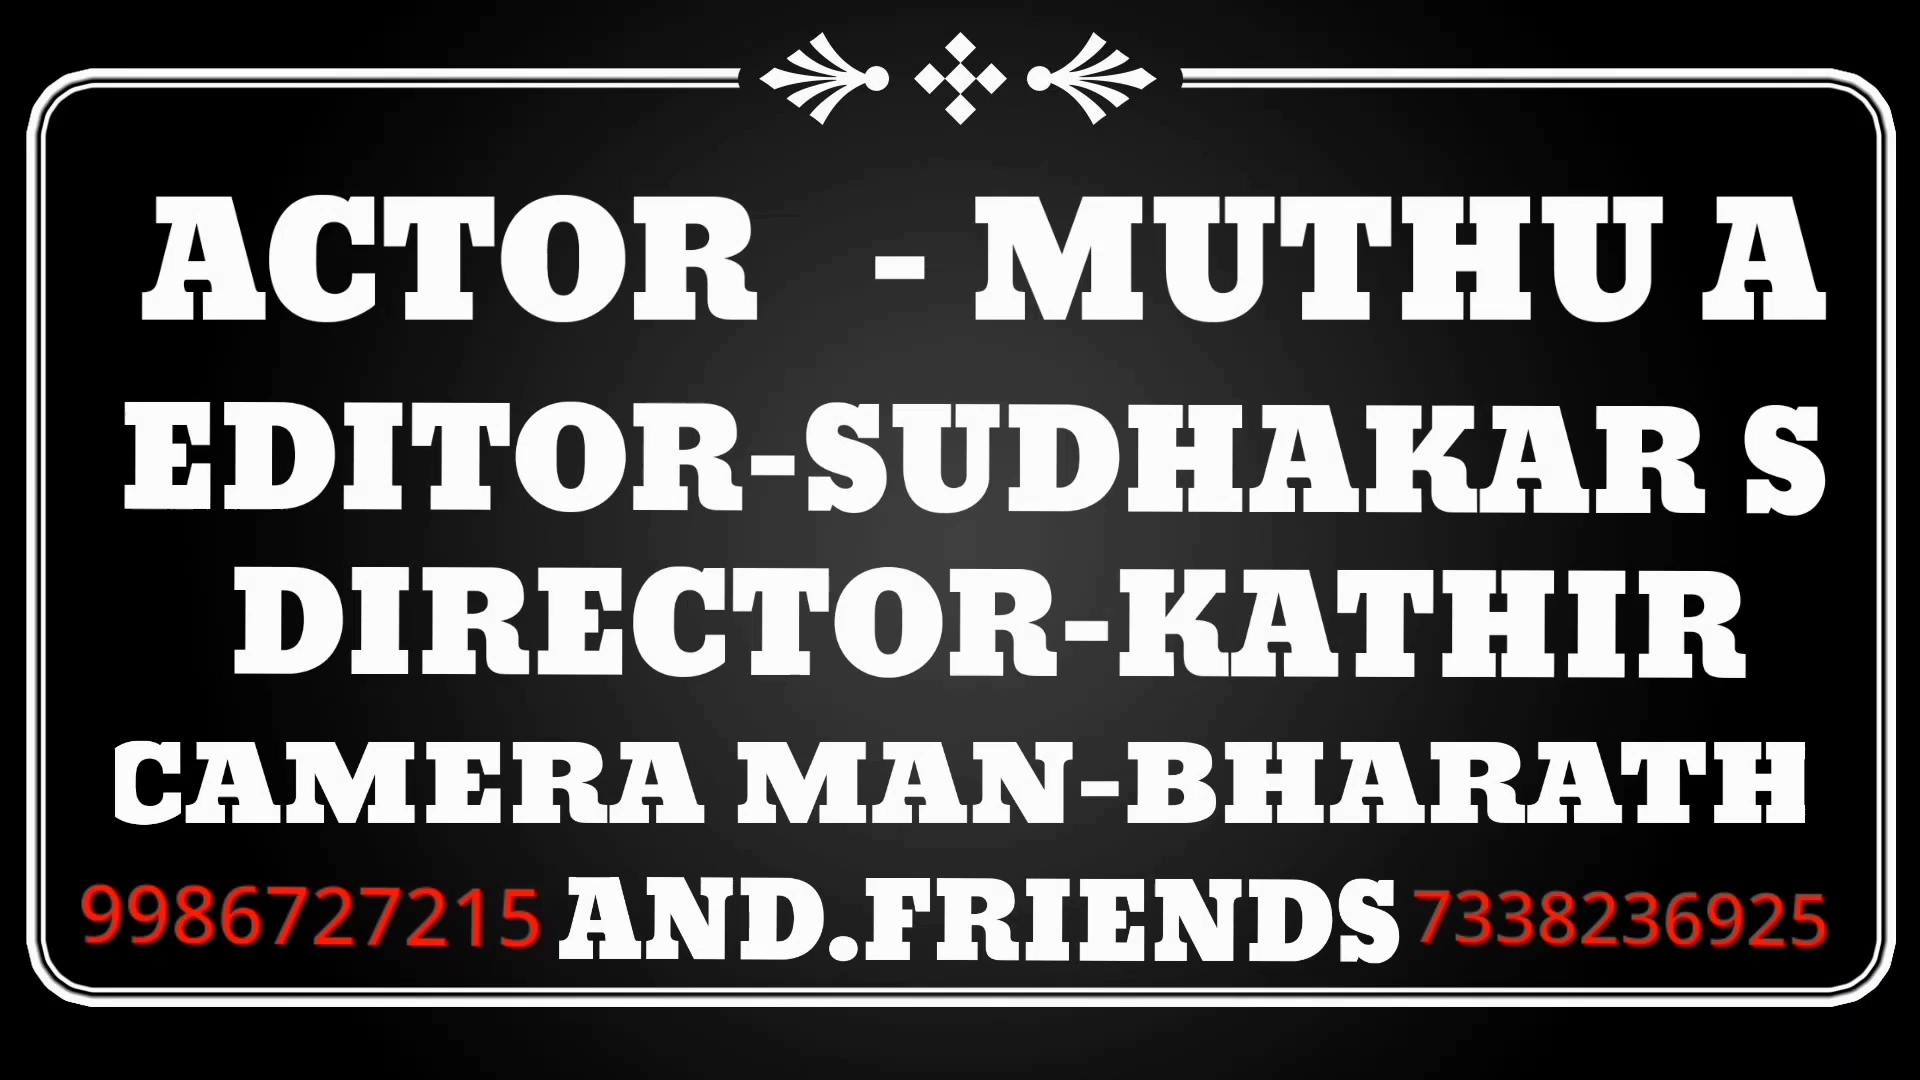 ACTOR - MUTHU A
EDITOR-SUDHAKAR S
DIRECTOR-KATHIR
CAMERA MAN-BHARATH
9986727215 AND.FRIENDS 7338236925